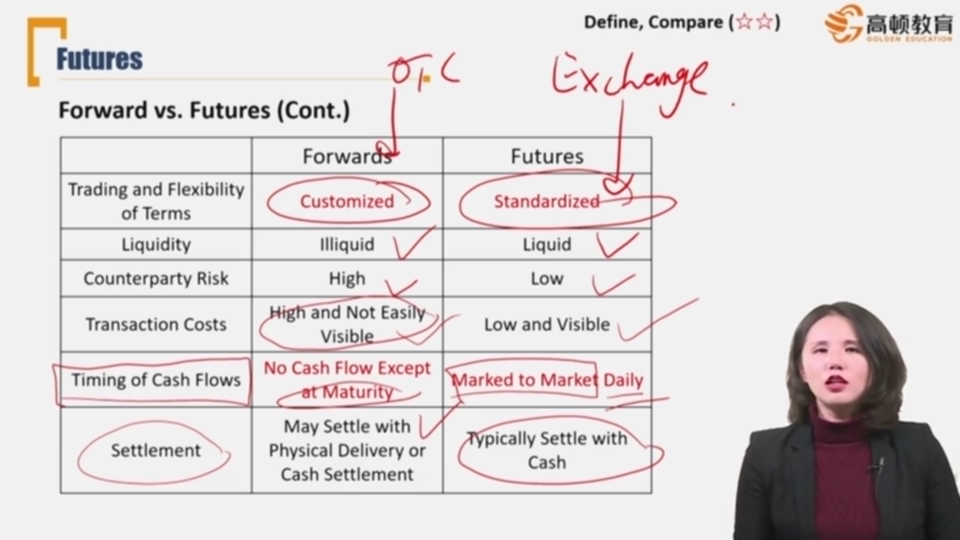 Define, Compare (☆☆)
高顿教育
GOLDEN EDUCATION
Futures
OTC
Exchange
Forward vs. Futures (Cont.)
Forwards
Futures
Trading and Flexibility
of Terms
Customized
Standardized
Liquidity
Illiquid
Liquid
Counterparty Risk
High
Low
Transaction Costs
High and Not Easily
Visible
Low and Visible
Timing of Cash Flows
No Cash Flow Except
at Maturity
Marked to Market Daily
Settlement
May Settle with
Physical Delivery or
Cash Settlement
Typically Settle with
Cash